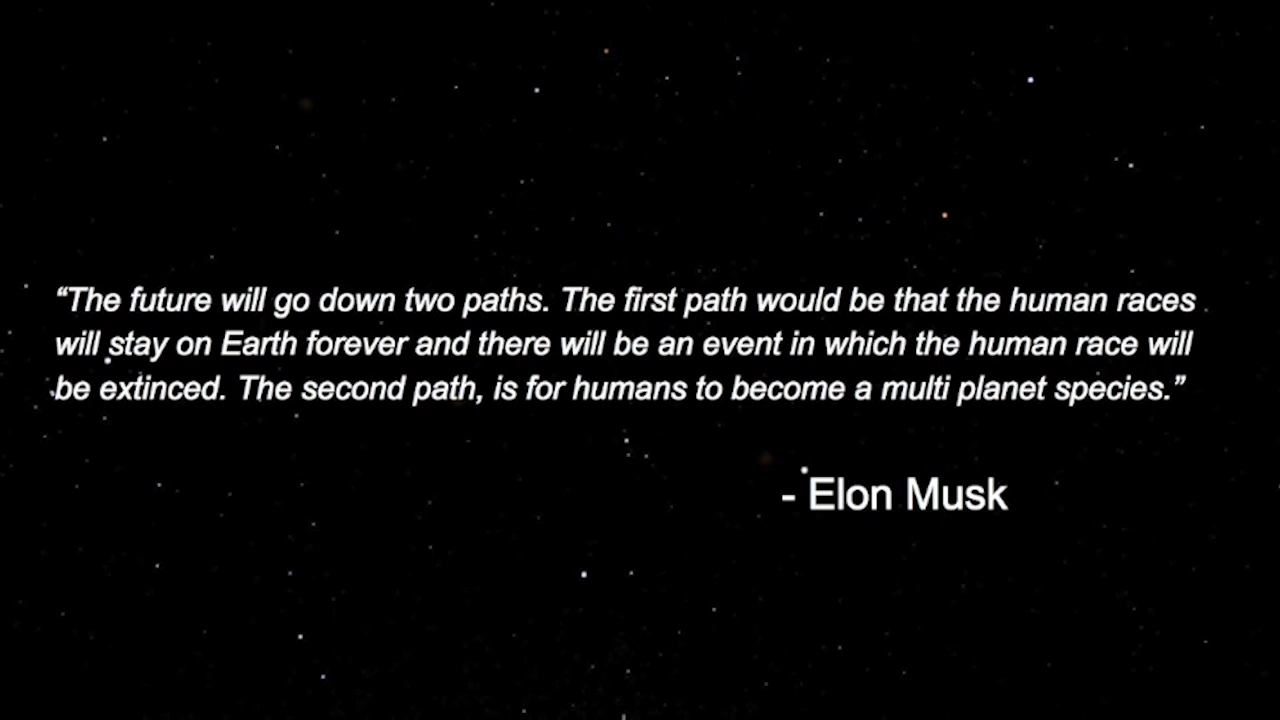 “The future will go down two paths. The first path would be that the human races
will stay on Earth forever and there will be an event in which the human race will
be extinced. The second path, is for humans to become a multi planet species.”
- Elon Musk